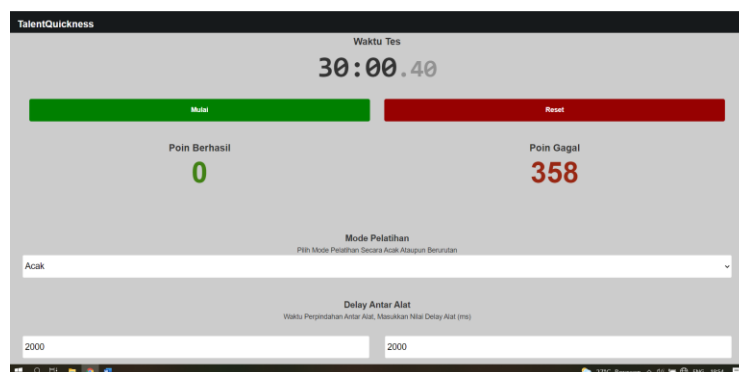 TalentQuickness
Waktu Tes
30:00.40
Mulai
Reset
Poin Berhasil
Poin Gagal
0
358
Mode Pelatihan
Pilih Mode Pelatihan Secara Acak Ataupun Berurutan
Acak
Delay Antar Alat
Waktu Perpindahan Antar Alat, Masukkan Nilai Delay Alat (ms)
2000
2000
27°C
ENG